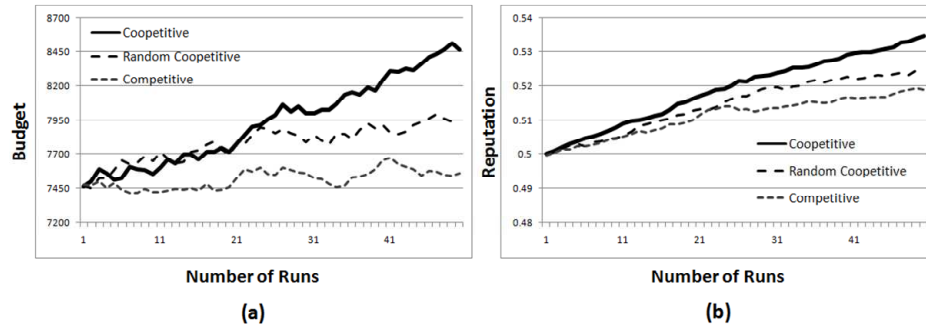 (a)
8700
8450
8200
7950
7700
7450
7200
Budget
Coopetitive
Random Coopetitive
Competitive
1
11
21
31
41
Number of Runs
(a)
(b)
0.54
0.53
0.52
0.51
0.5
0.49
0.48
Reputation
Coopetitive
Random Coopetitive
Competitive
1
11
21
31
41
Number of Runs
(b)